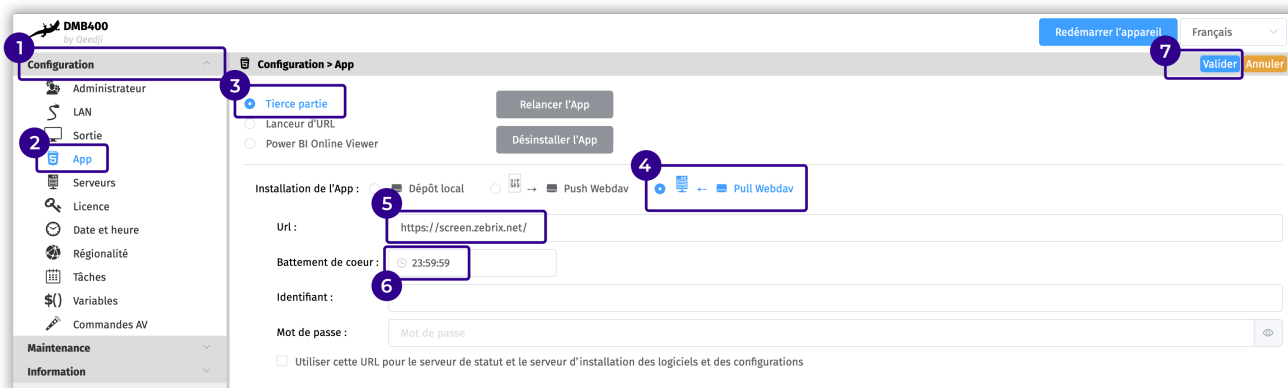 DMB400
by Qeedji
Redémarrer l'appareil
Français
1
7
Configuration
Configuration > App
Valider
Annuler
Administrateur
3
Tierce partie
Relancer l'App
LAN
Lanceur d'URL
Sortie
2
Power BI Online Viewer
Désinstaller l'App
App
4
Serveurs
Installation de l'App :
Dépôt local
→
Push Webdav
←
Pull Webdav
Licence
5
Date et heure
Url :
https://screen.zebrix.net/
Régionalité
Battement de coeur :
23:59:59
Tâches
6
$() Variables
Identifiant :
Commandes AV
Mot de passe :
Mot de passe
Maintenance
Utiliser cette URL pour le serveur de statut et le serveur d'installation des logiciels et des configurations
Information